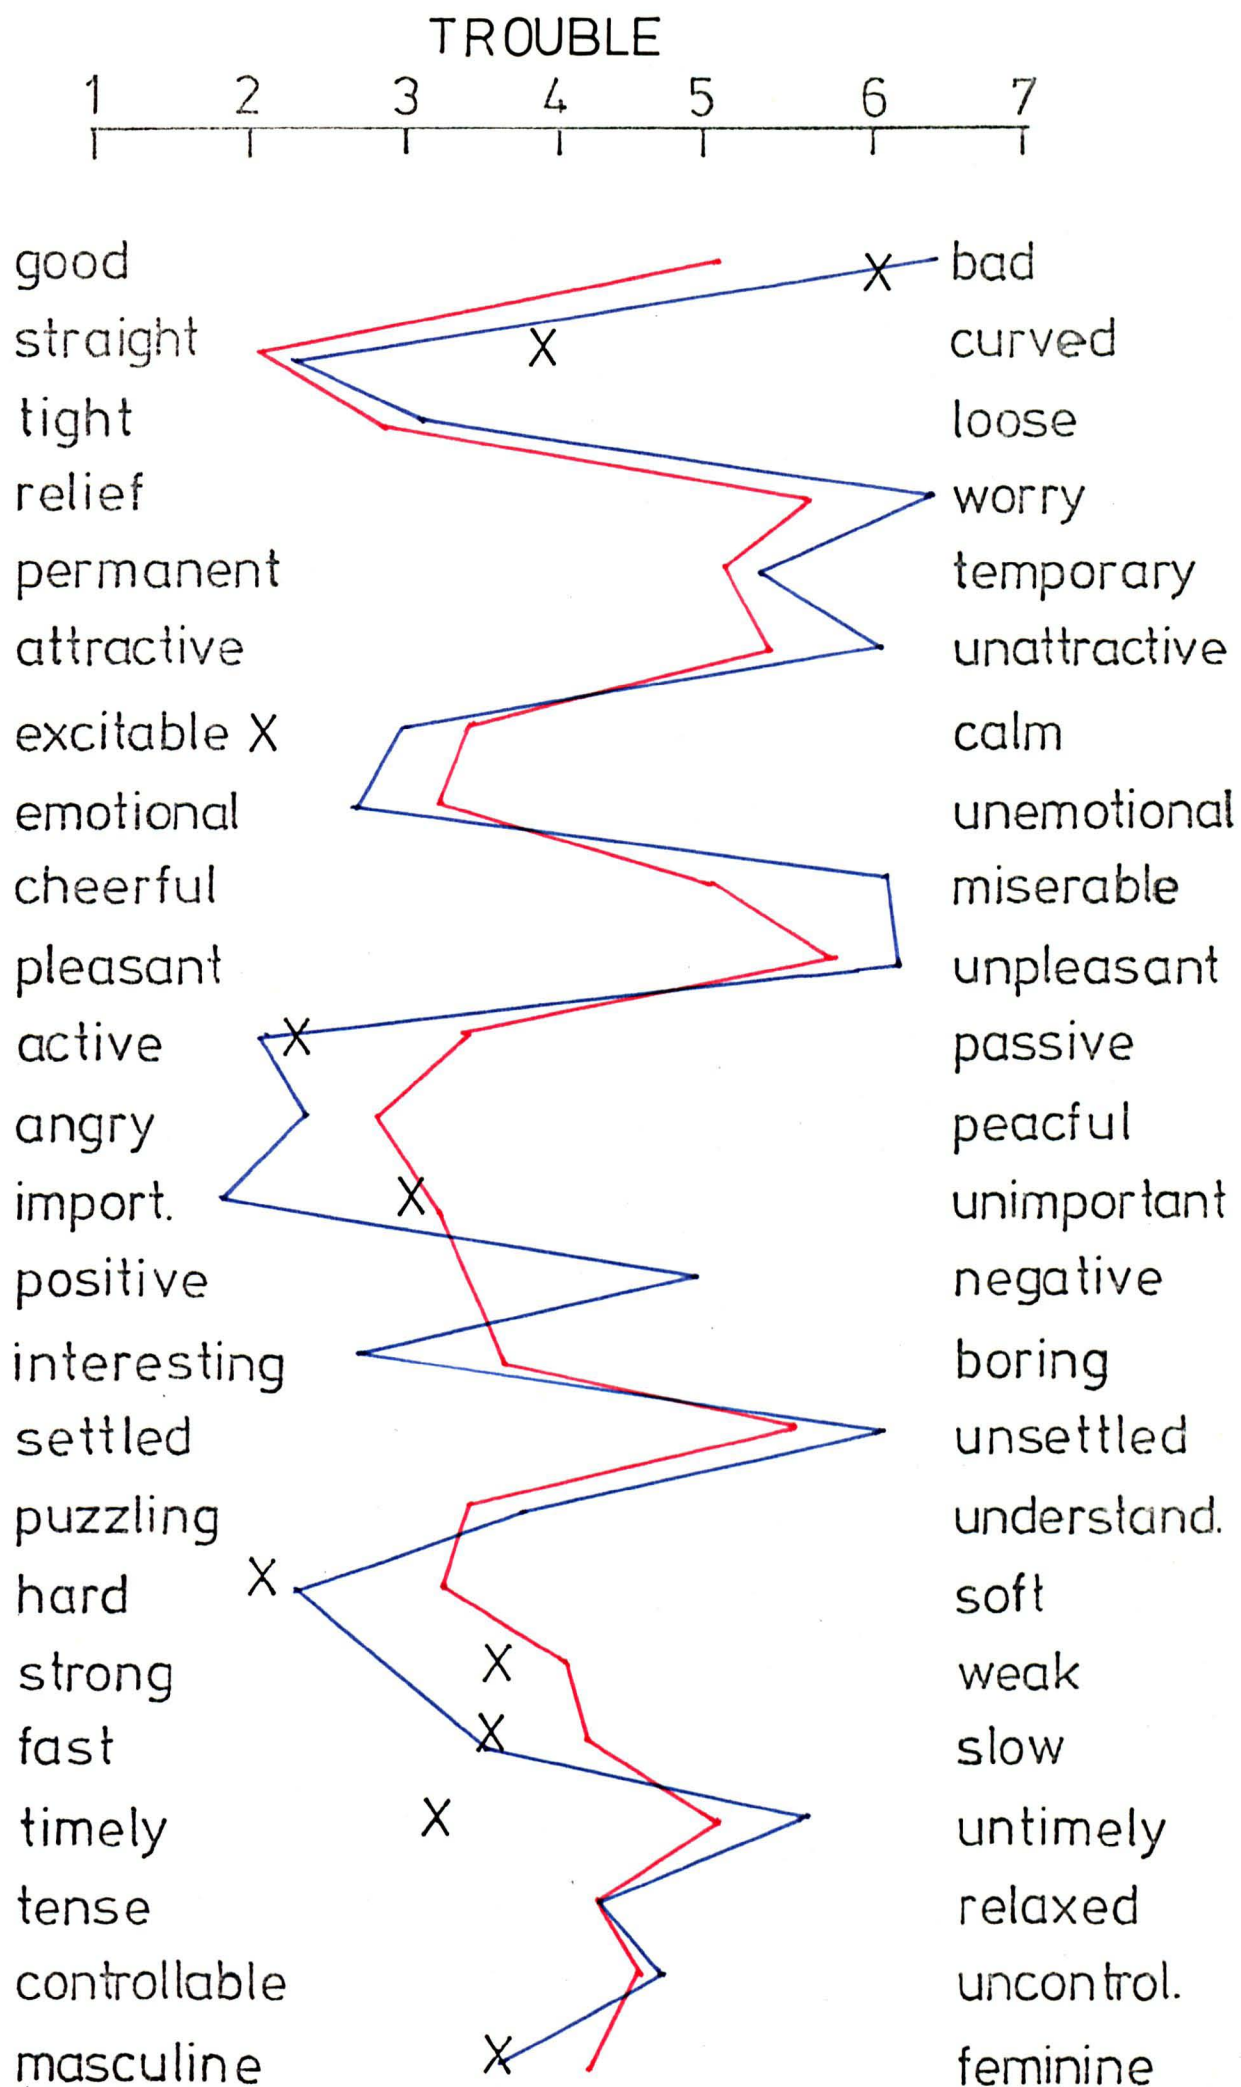 TROUBLE
1 2 3 4 5 6 7
good bad
straight curved
tight loose
relief worry
permanent temporary
attractive unattractive
excitable X calm
emotional unemotional
cheerful miserable
pleasant unpleasant
active passive
angry peacful
import. unimportant
positive negative
interesting boring
settled unsettled
puzzling understand.
hard soft
strong weak
fast slow
timely untimely
tense relaxed
controllable uncontrol.
masculine feminine